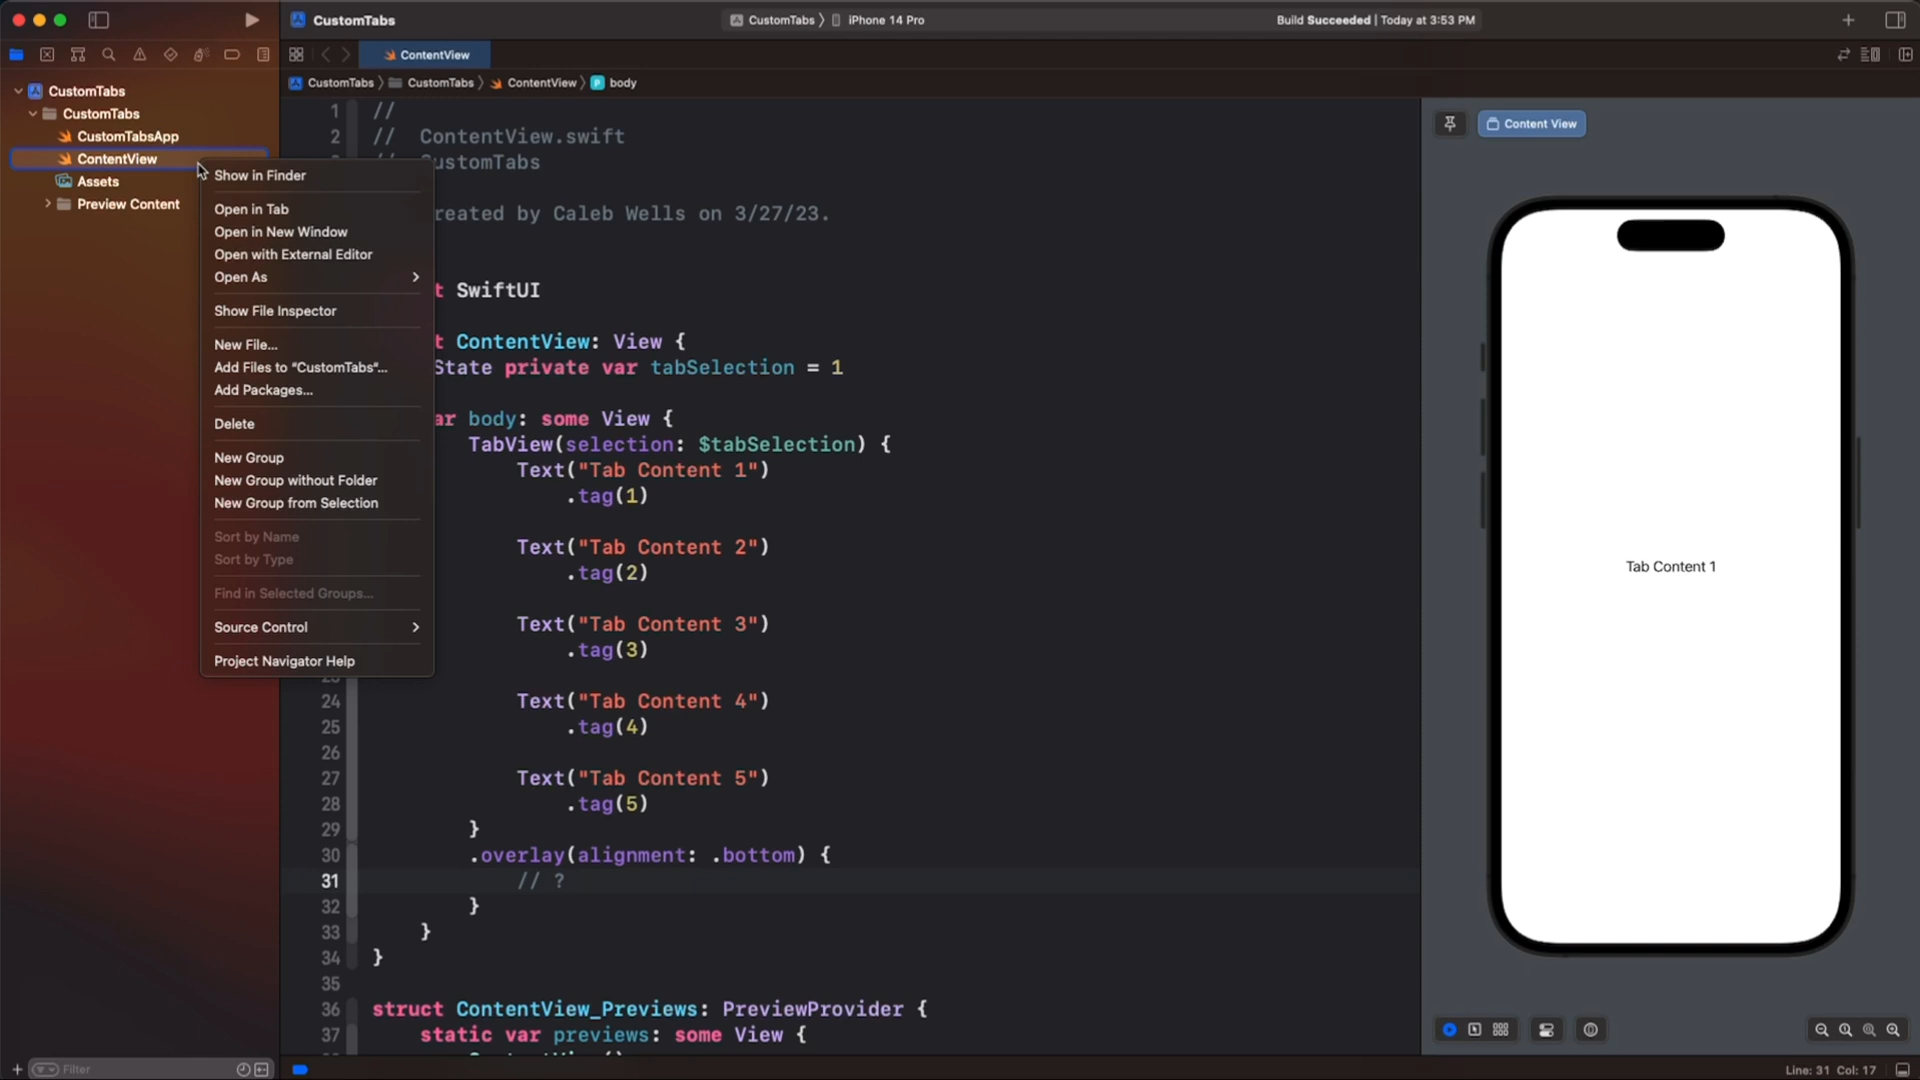 CustomTabs
CustomTabs
iPhone 14 Pro
Build Succeeded | Today at 3:53 PM
ContentView
CustomTabs
CustomTabs
ContentView
body
CustomTabs
CustomTabs
CustomTabsApp
ContentView
Assets
Preview Content
Show in Finder
Open in Tab
Open in New Window
Open with External Editor
Open As
Show File Inspector
New File...
Add Files to “CustomTabs”...
Add Packages...
Delete
New Group
New Group without Folder
New Group from Selection
Sort by Name
Sort by Type
Find in Selected Groups...
Source Control
Project Navigator Help
1 //
2 // ContentView.swift
CustomTabs
reated by Caleb Wells on 3/27/23.
t SwiftUI
t ContentView: View {
State private var tabSelection = 1
ar body: some View {
TabView(selection: $tabSelection) {
Text("Tab Content 1")
.tag(1)
Text("Tab Content 2")
.tag(2)
Text("Tab Content 3")
.tag(3)
24 Text("Tab Content 4")
25 .tag(4)
26
27 Text("Tab Content 5")
28 .tag(5)
29 }
30 .overlay(alignment: .bottom) {
31 // ?
32 }
33 }
34 }
35
36 struct ContentView_Previews: PreviewProvider {
37 static var previews: some View {
Content View
Tab Content 1
Filter
Line: 31 Col: 17